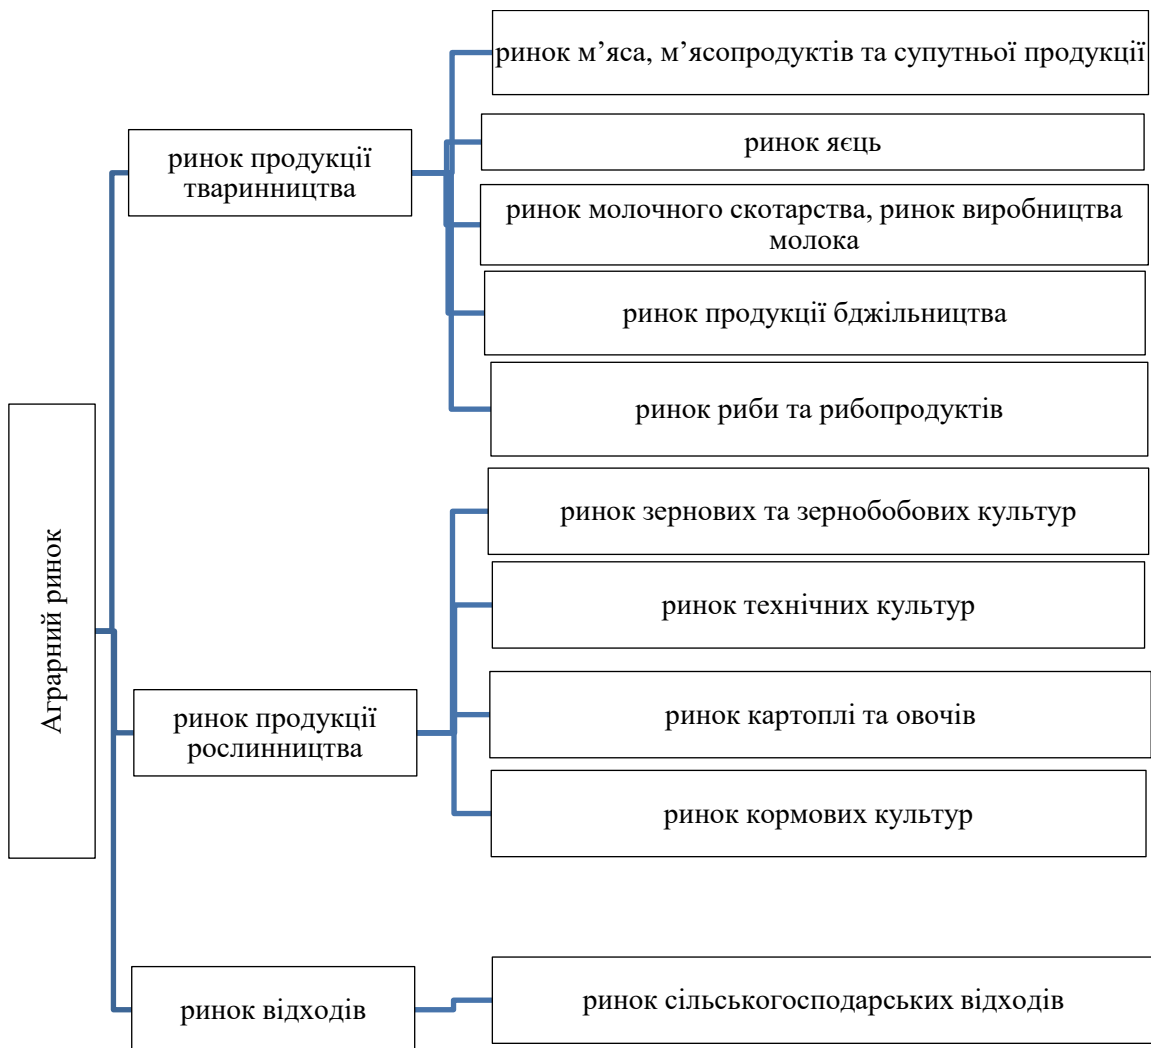 Аграрний ринок
ринок продукції
тваринництва
ринок м’яса, м’ясопродуктів та супутньої продукції
ринок яєць
ринок молочного скотарства, ринок виробництва
молока
ринок продукції бджільництва
ринок риби та рибопродуктів
ринок продукції
рослинництва
ринок зернових та зернобобових культур
ринок технічних культур
ринок картоплі та овочів
ринок кормових культур
ринок відходів
ринок сільськогосподарських відходів